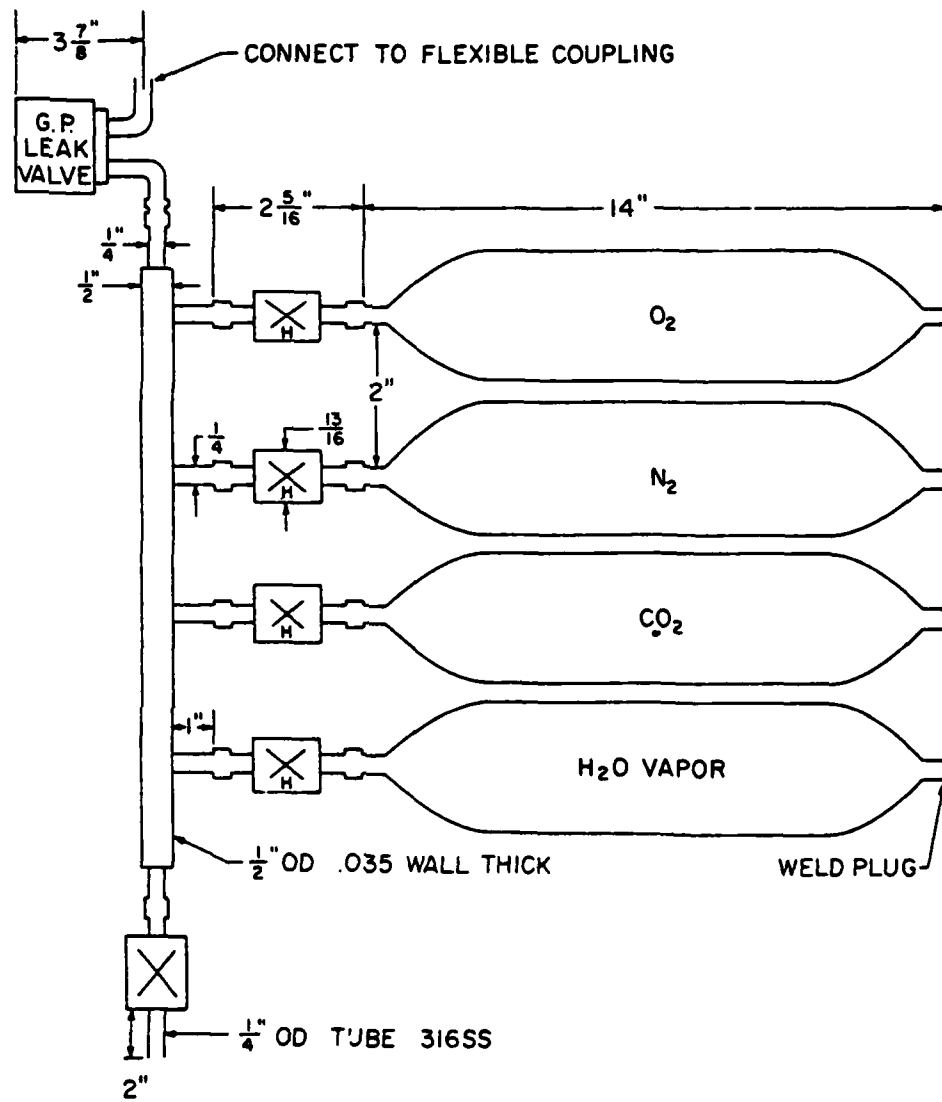 3 7/8"
CONNECT TO FLEXIBLE COUPLING
G.P.
LEAK
VALVE
2 5/16"
14"
1/4"
1/2"
H
O₂
2"
1/4
13/16
H
N₂
H
CO₂
1"
H
H₂O VAPOR
1/2" OD .035 WALL THICK
WELD PLUG
1/4" OD TUBE 316SS
2"